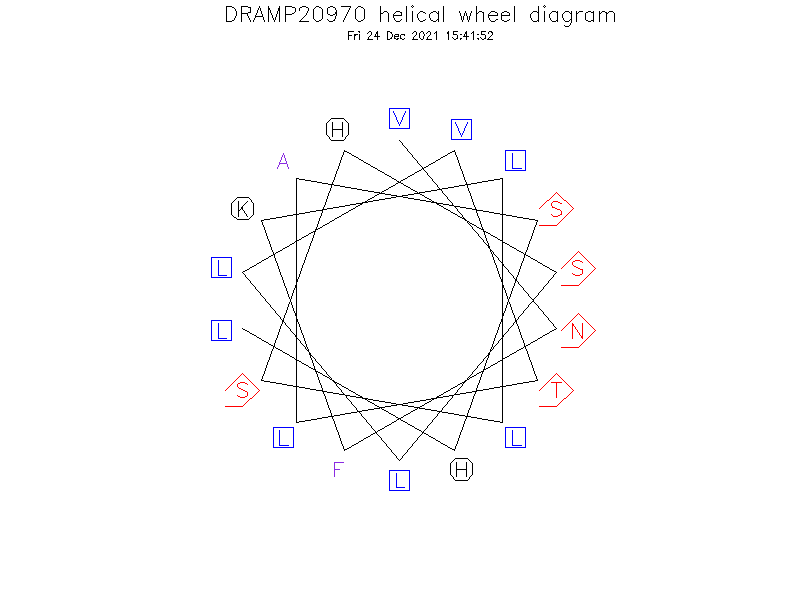 DRAMP20970 helical wheel diagram
Fri 24 Dec 2021 15:41:52
V
H V
A L
K S
L S
L N
S T
L L
F H
L